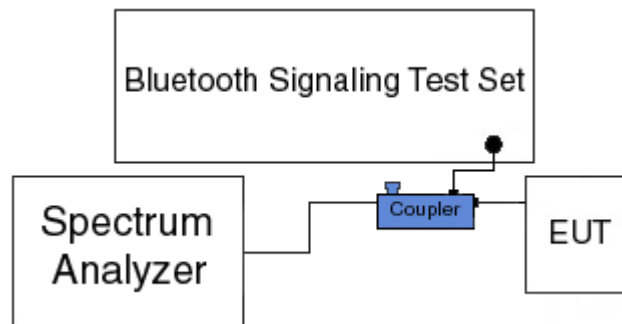 Bluetooth Signaling Test Set
Coupler
Spectrum
Analyzer
EUT